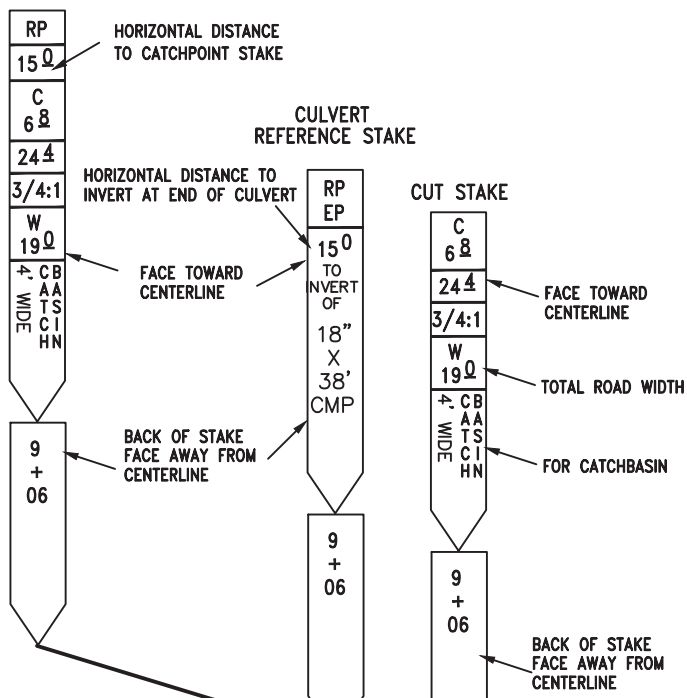 RP
15 0
C
6 8
24 4
3/4:1
W
19 0
CATCH
BASIN
4' WIDE
9
+
06
HORIZONTAL DISTANCE
TO CATCHPOINT STAKE
CULVERT
REFERENCE STAKE
HORIZONTAL DISTANCE TO
INVERT AT END OF CULVERT
FACE TOWARD
CENTERLINE
BACK OF STAKE
FACE AWAY FROM
CENTERLINE
RP
EP
15 0
TO
INVERT
OF
18"
X
38'
CMP
9
+
06
CUT STAKE
C
6 8
24 4
3/4:1
W
19 0
CATCH
BASIN
4' WIDE
9
+
06
FACE TOWARD
CENTERLINE
TOTAL ROAD WIDTH
FOR CATCHBASIN
BACK OF STAKE
FACE AWAY FROM
CENTERLINE